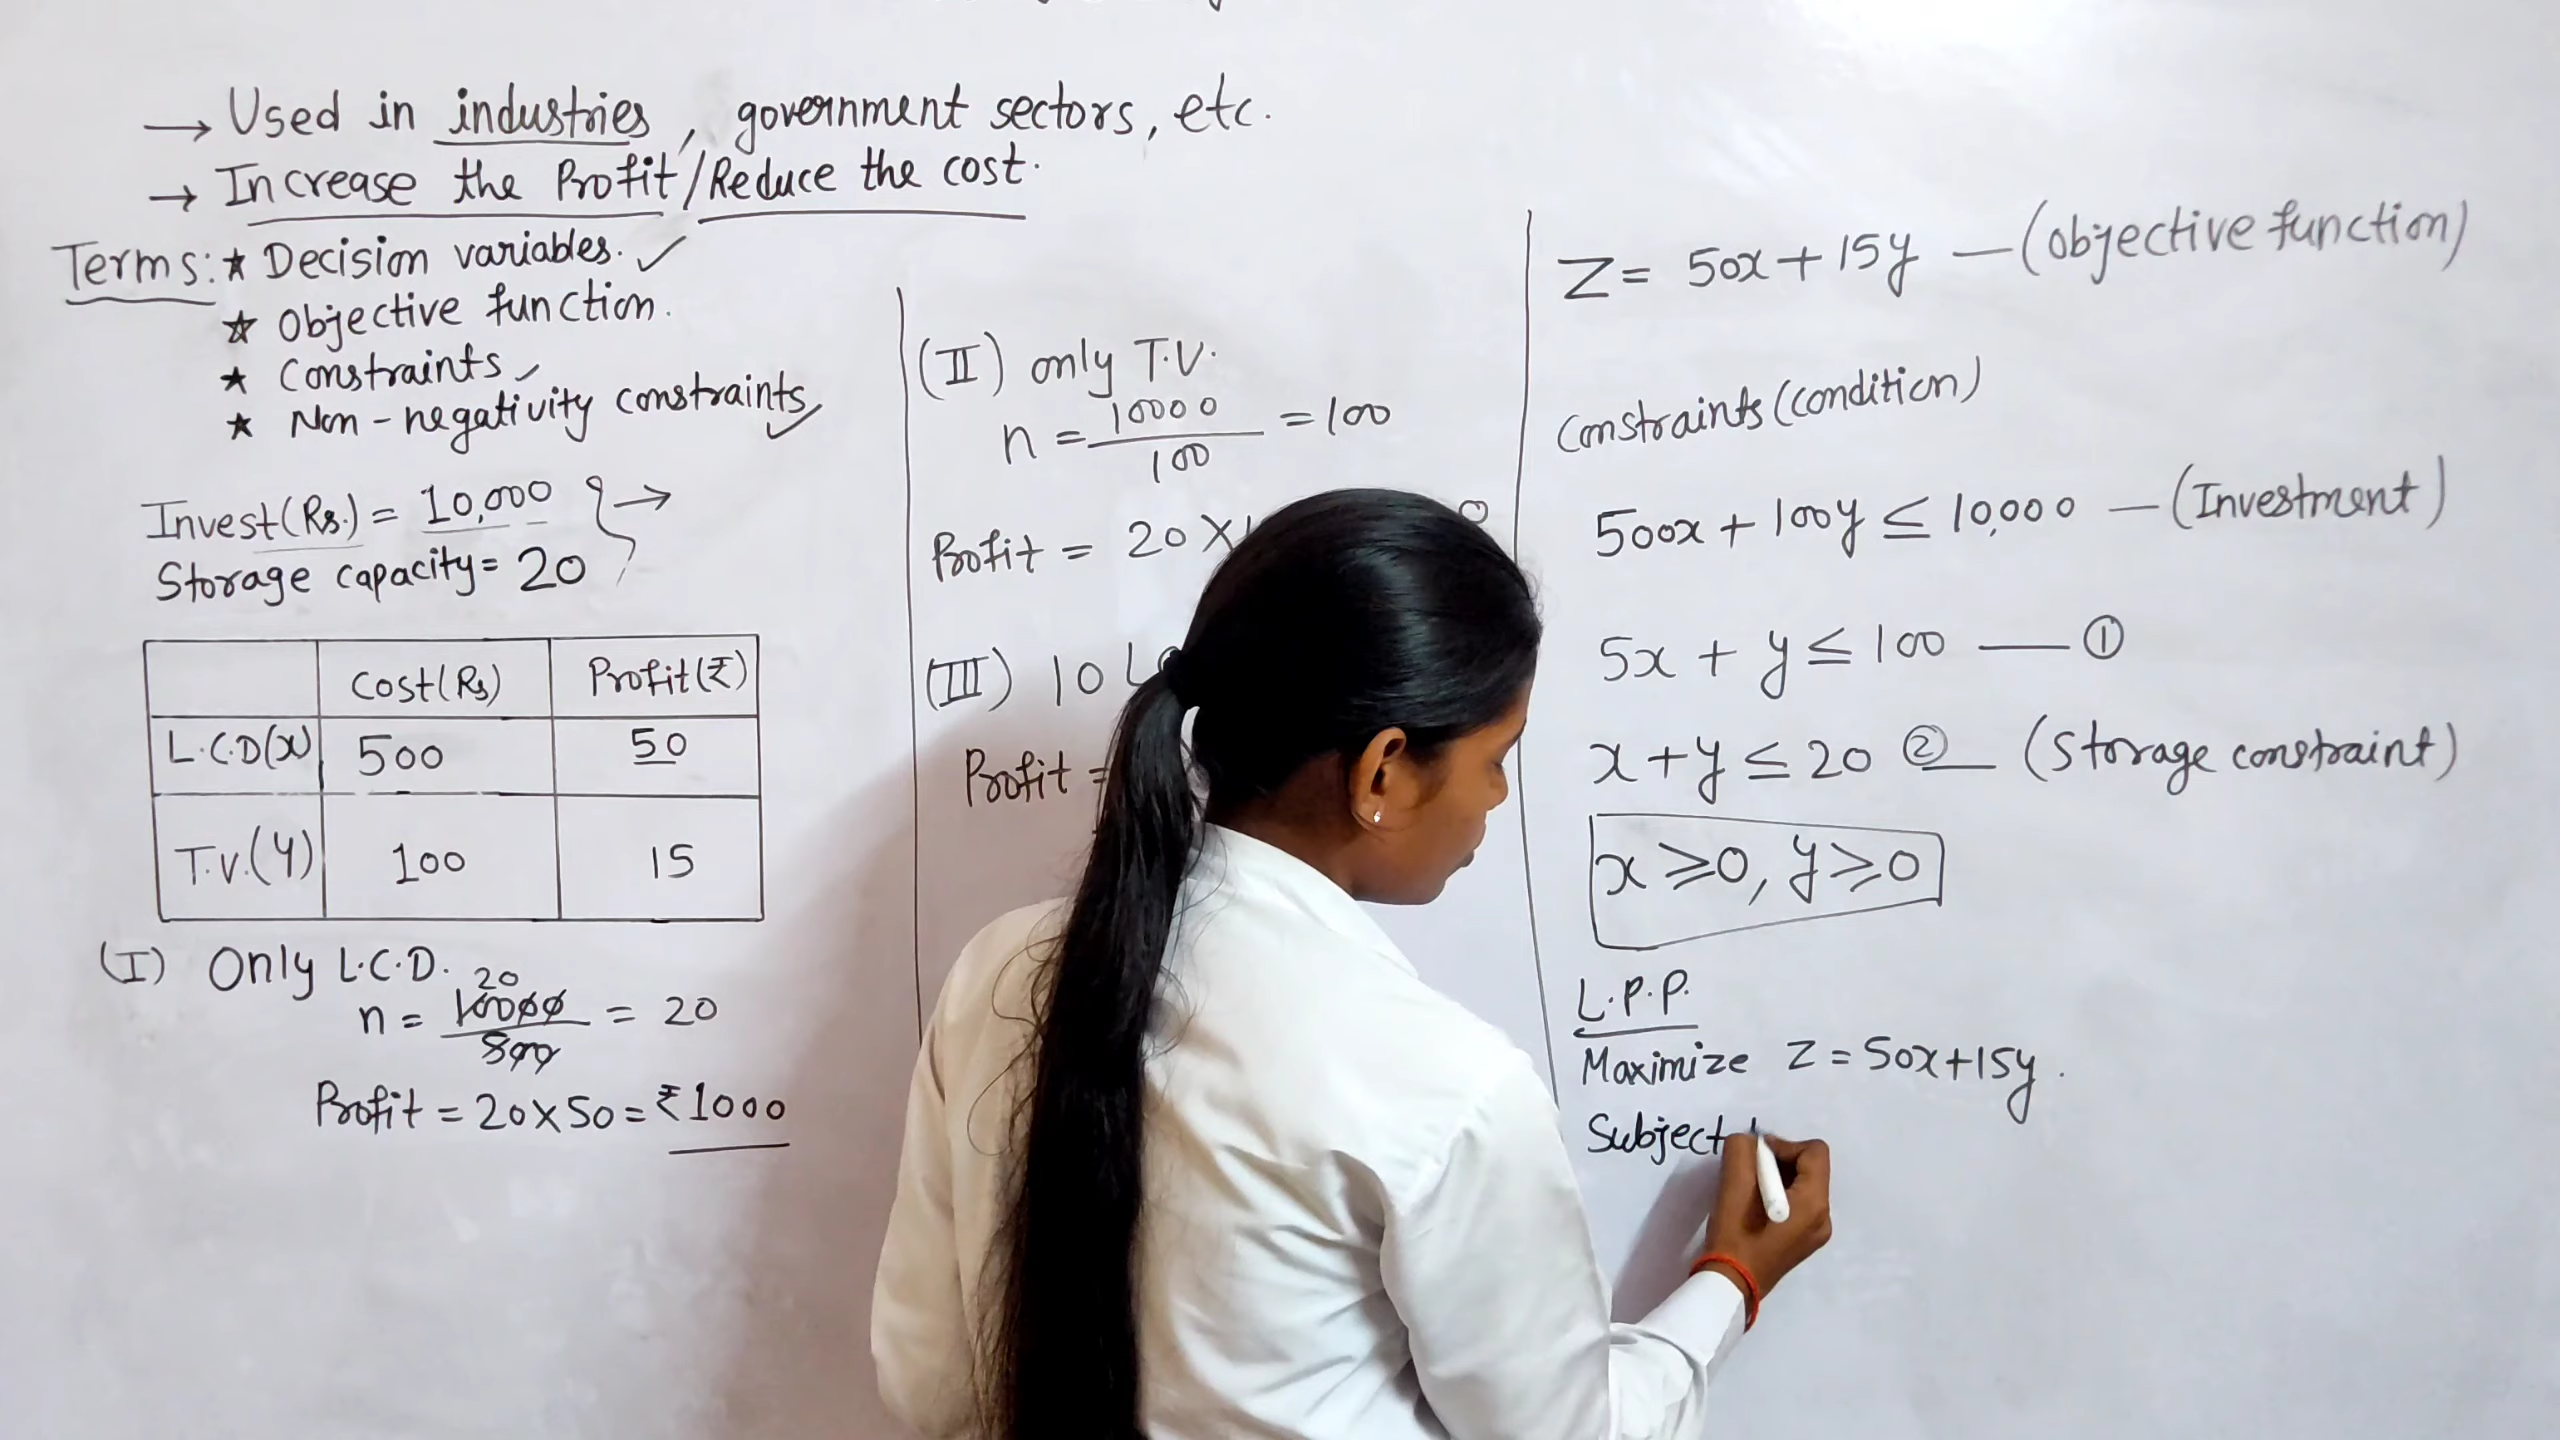 → Used in industries, government sectors, etc.
→ Increase the Profit/Reduce the cost.
Terms: ★ Decision variables. ✓
★ Objective function.
★ Constraints ✓
★ Non-negativity constraints ✓
Invest(Rs.) = 10,000
Storage capacity = 20
Cost(Rs) Profit(₹)
L.C.D(x) 500 50
T.V.(y) 100 15
(I) Only L.C.D.
20
n = 10000 = 20
500
Profit = 20×50 = ₹1000
(II) only T.V.
n = 10000 = 100
100
Profit = 20×
(III) 10
Profit =
Z = 50x + 15y — (objective function)
Constraints (condition)
500x + 100y ≤ 10,000 — (Investment)
5x + y ≤ 100 — ①
x + y ≤ 20 ② — (Storage constraint)
x ≥ 0, y ≥ 0
L.P.P.
Maximize Z = 50x+15y.
Subject